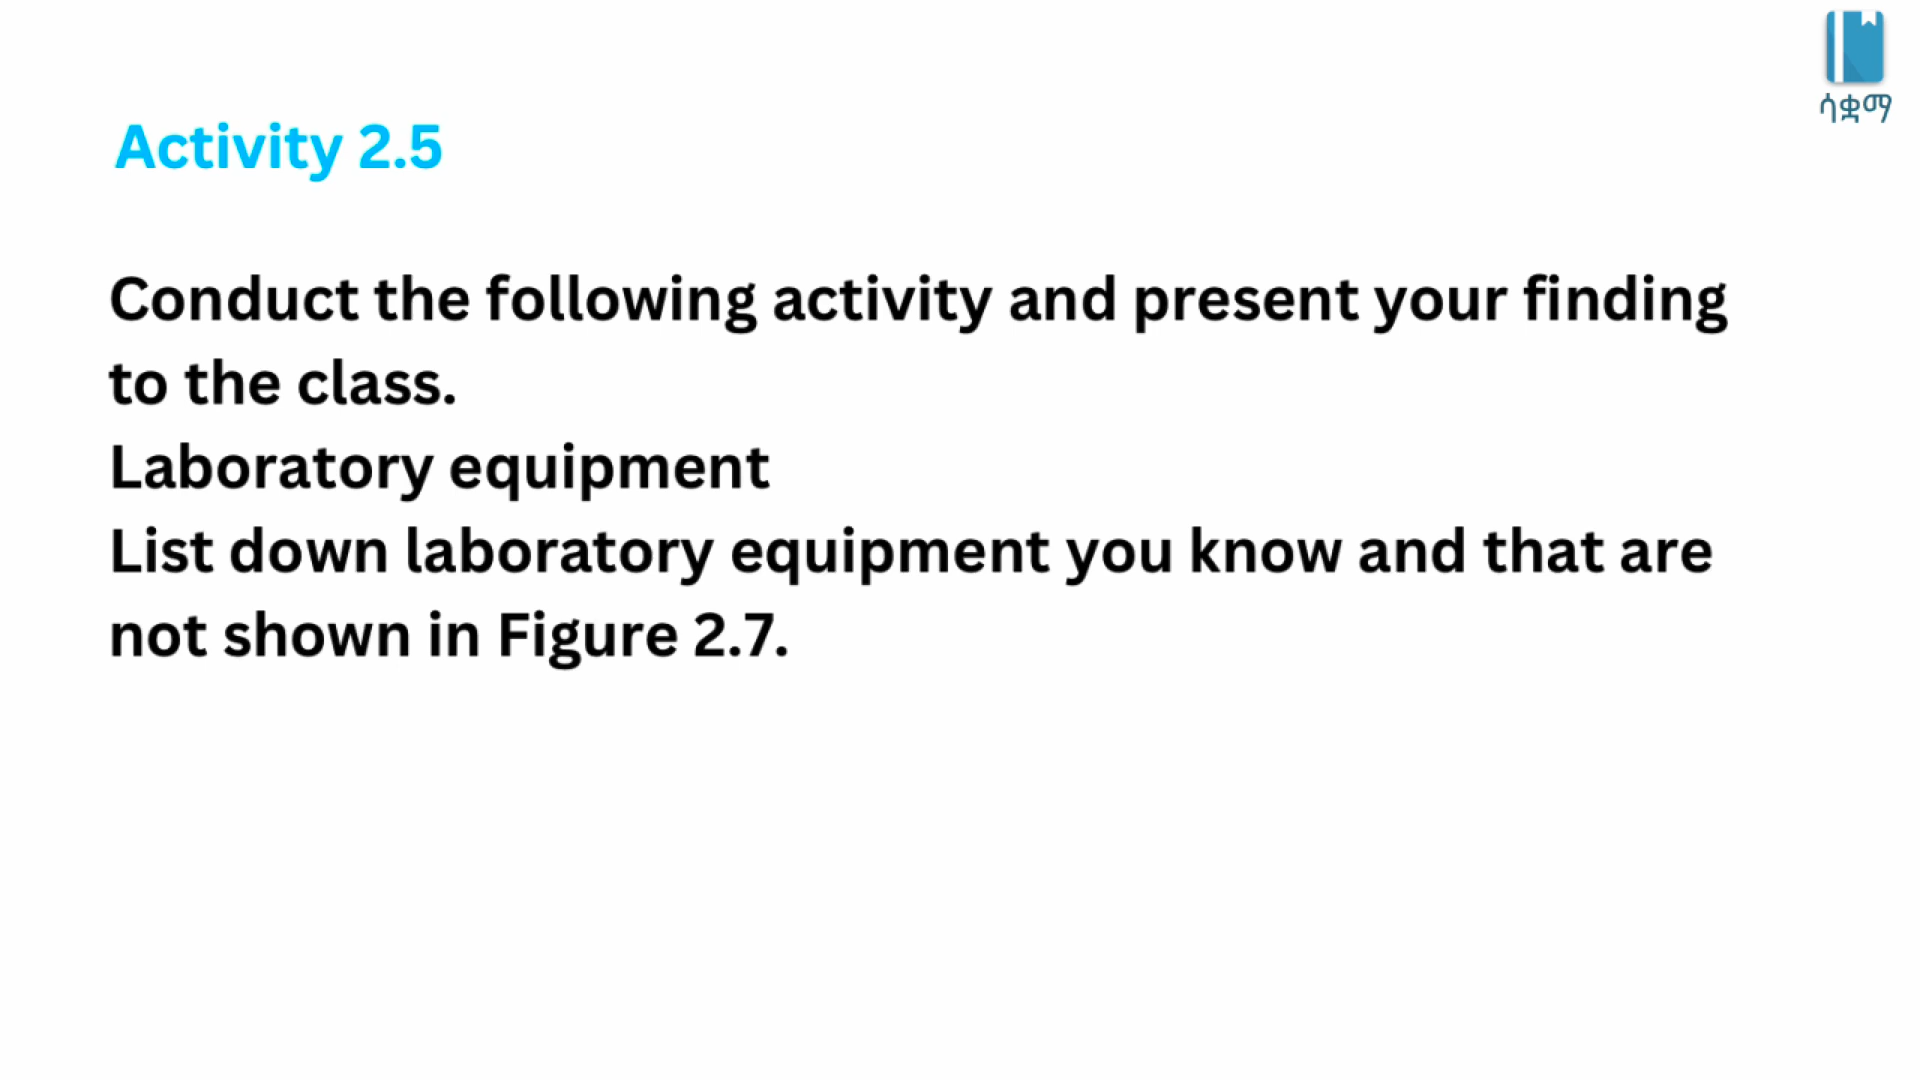 ሳቋማ
Activity 2.5
Conduct the following activity and present your finding
to the class.
Laboratory equipment
List down laboratory equipment you know and that are
not shown in Figure 2.7.